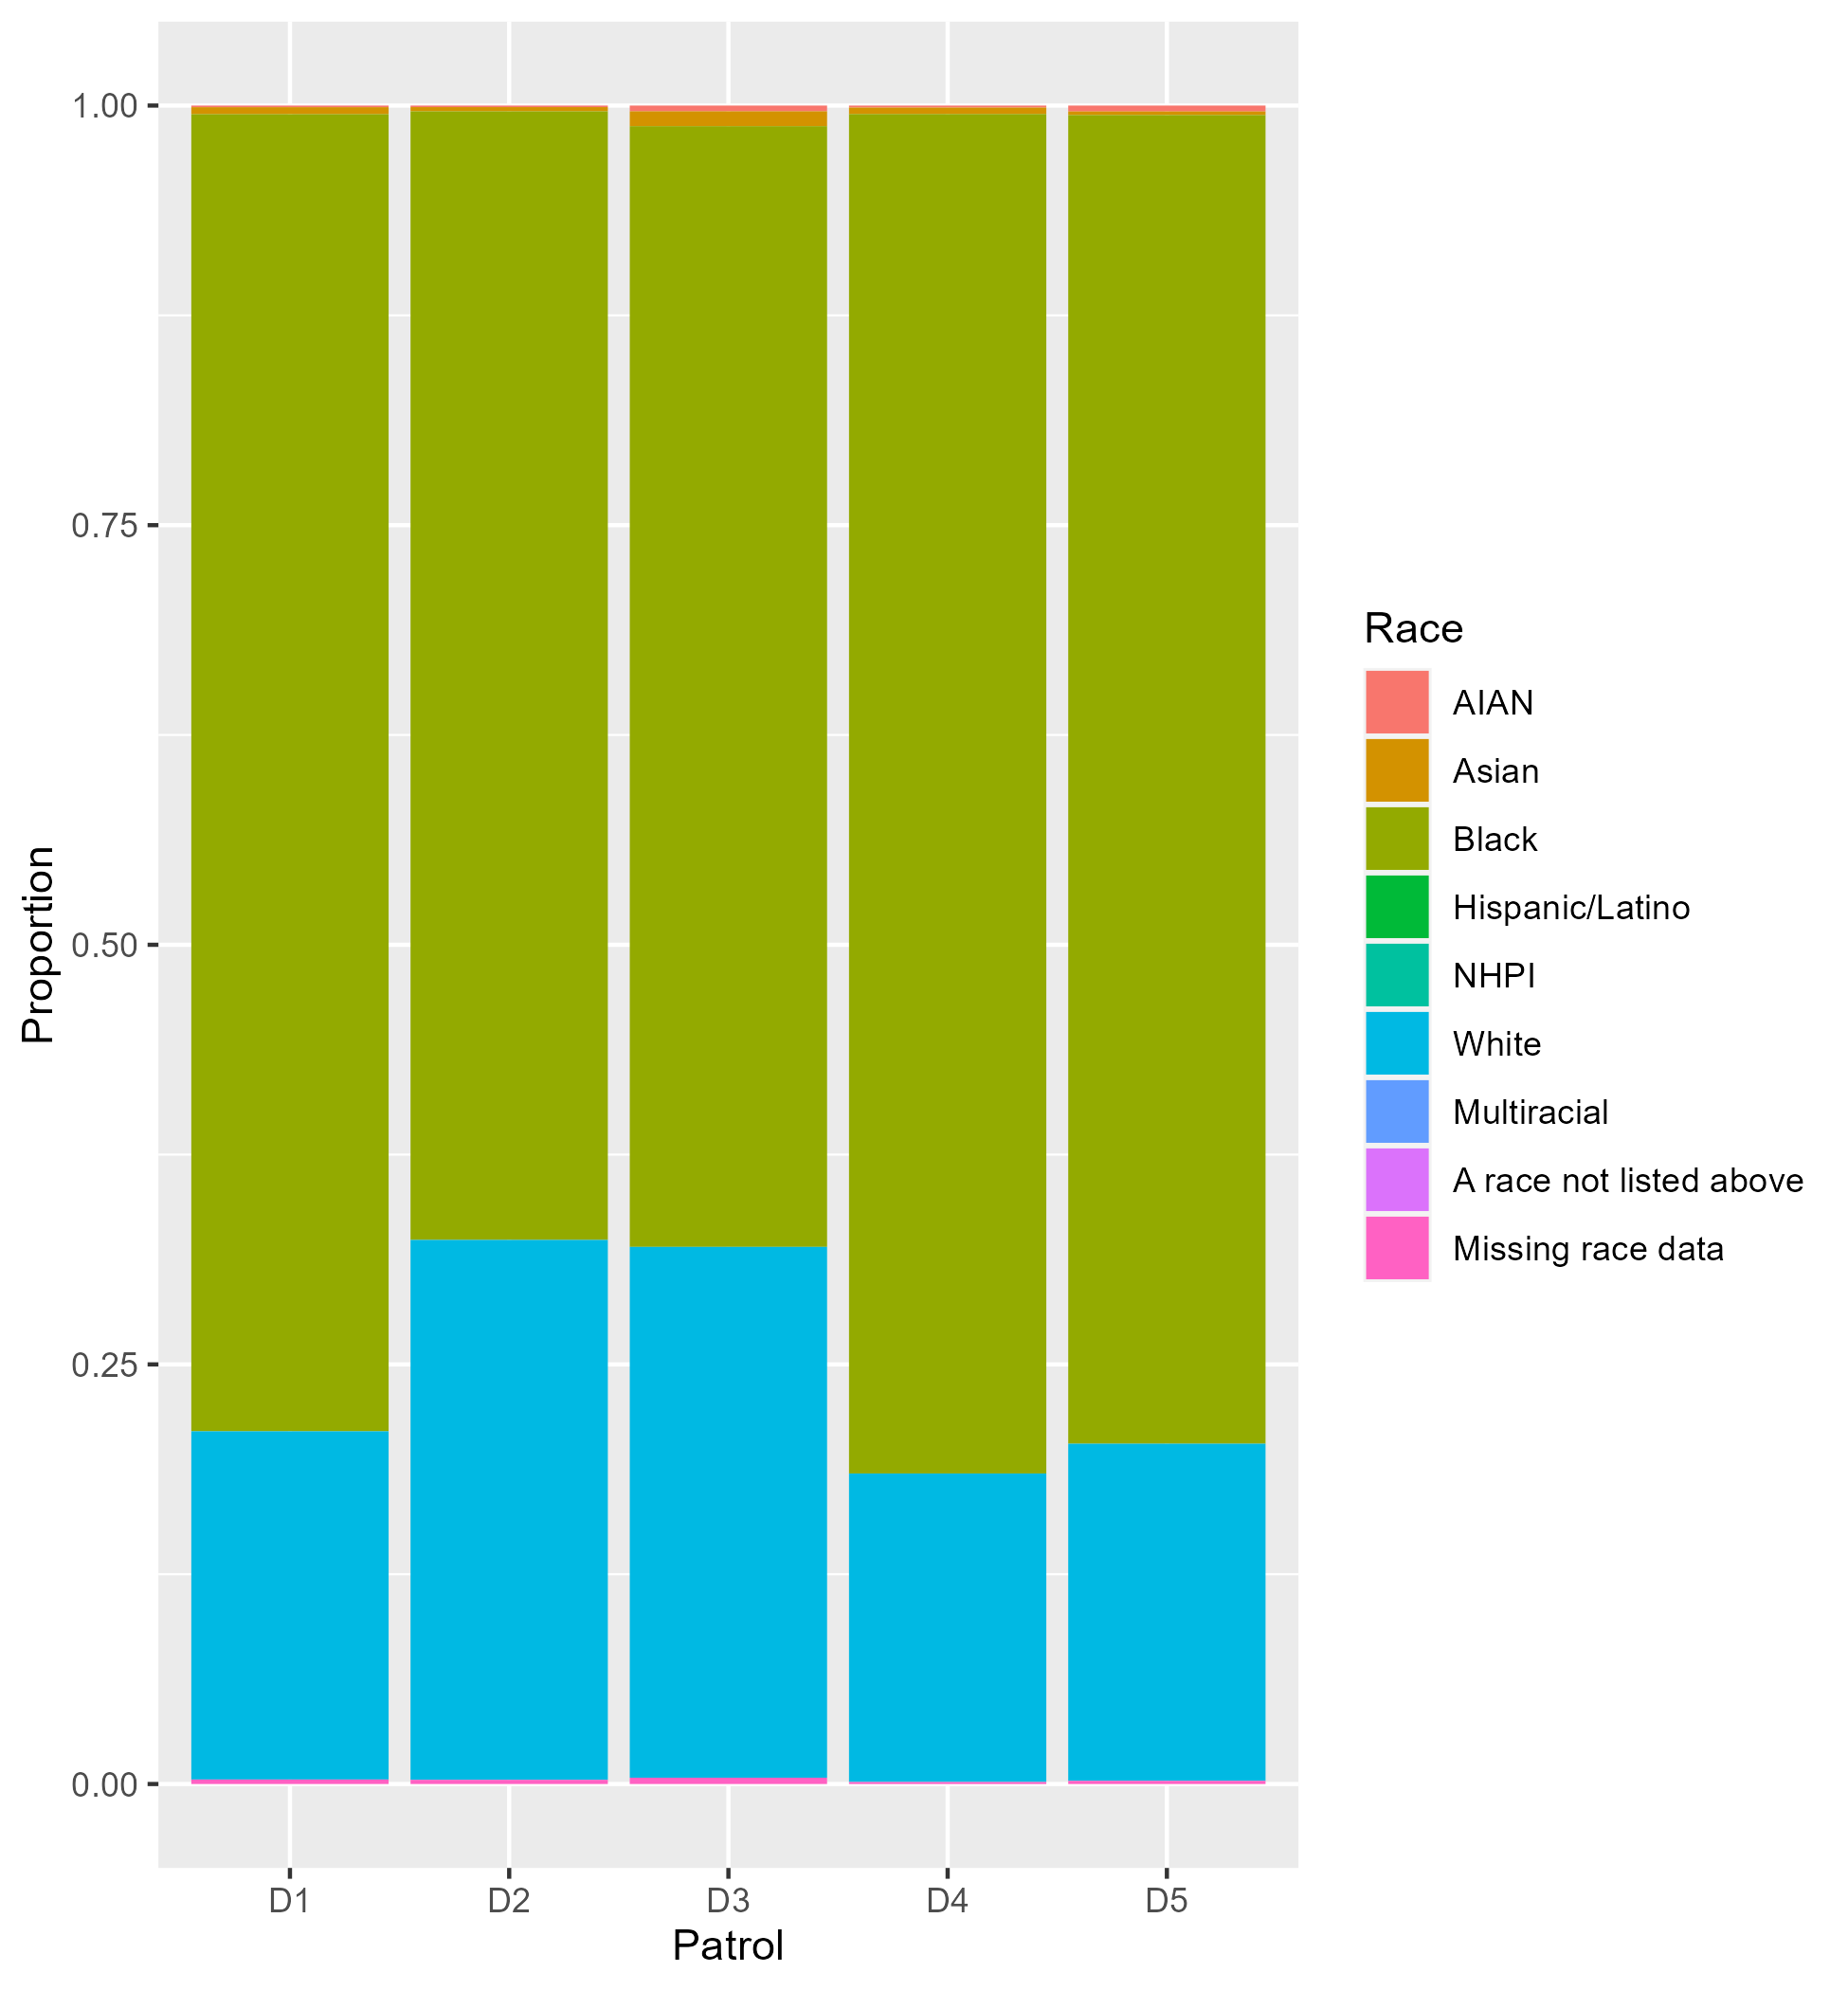 1.00
0.75
0.50
0.25
0.00
Proportion
D1 D2 D3 D4 D5
Patrol
Race
AIAN
Asian
Black
Hispanic/Latino
NHPI
White
Multiracial
A race not listed above
Missing race data